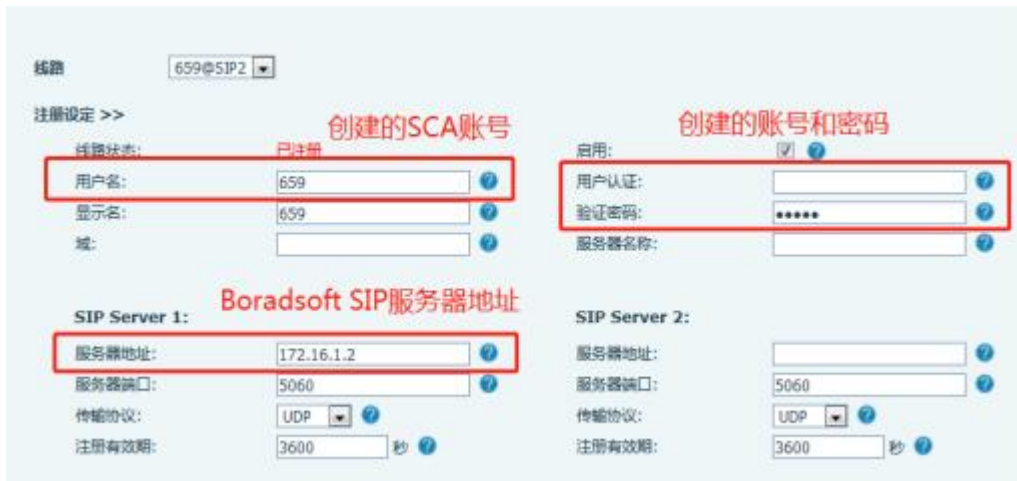 线路 659@SIP2
注册设定 >>
创建的SCA账号 创建的账号和密码
线路状态: 已注册 启用:
用户名: 659 用户认证:
显示名: 659 验证密码: •••••
域: 服务器名称:
Boradsoft SIP服务器地址
SIP Server 1: SIP Server 2:
服务器地址: 172.16.1.2 服务器地址:
服务器端口: 5060 服务器端口: 5060
传输协议: UDP 传输协议: UDP
注册有效期: 3600 秒 注册有效期: 3600 秒